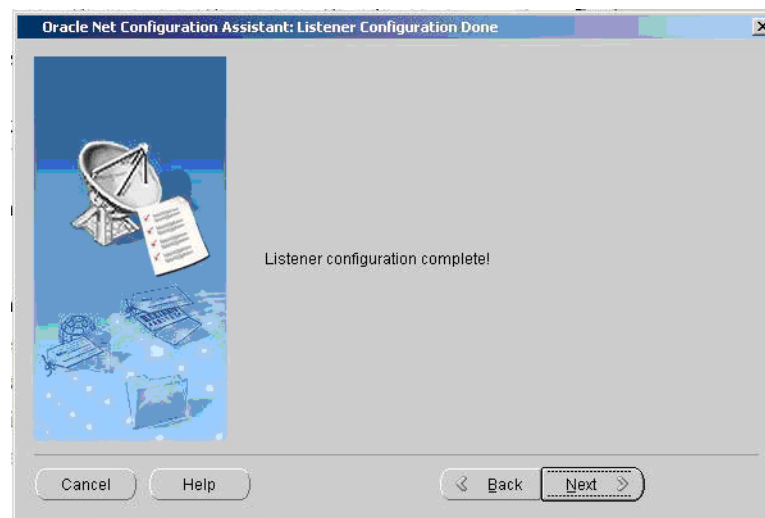 Oracle Net Configuration Assistant: Listener Configuration Done
Listener configuration complete!
Cancel
Help
Back
Next